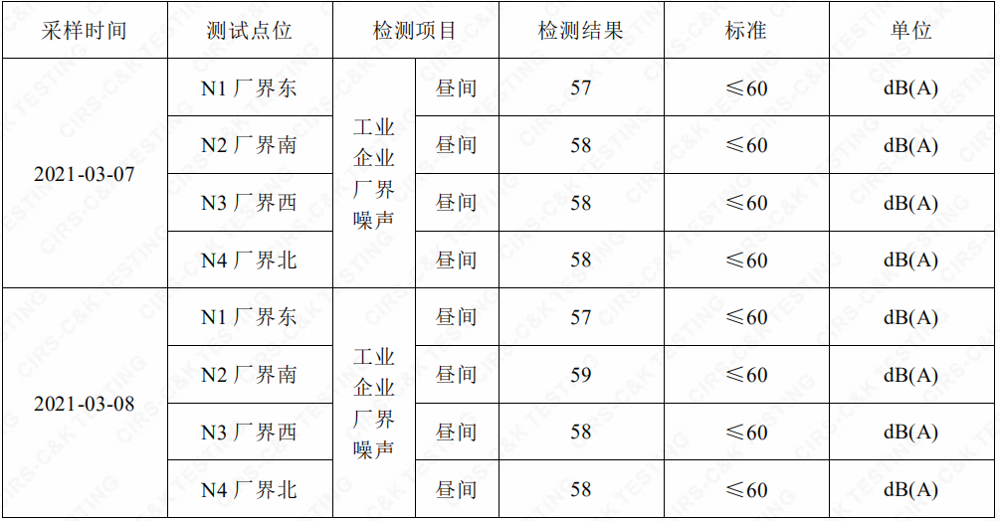 采样时间 测试点位 检测项目 检测结果 标准 单位
2021-03-07 N1 厂界东 工业企业厂界噪声 昼间 57 ≤60 dB(A)
N2 厂界南 昼间 58 ≤60 dB(A)
N3 厂界西 昼间 58 ≤60 dB(A)
N4 厂界北 昼间 58 ≤60 dB(A)
2021-03-08 N1 厂界东 工业企业厂界噪声 昼间 57 ≤60 dB(A)
N2 厂界南 昼间 59 ≤60 dB(A)
N3 厂界西 昼间 58 ≤60 dB(A)
N4 厂界北 昼间 58 ≤60 dB(A)
CIRS-C&K TESTING